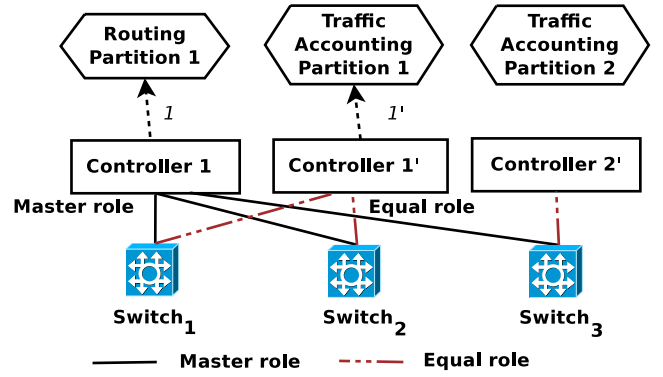 Routing
Partition 1
Traffic
Accounting
Partition 1
Traffic
Accounting
Partition 2
1
1'
Controller 1
Controller 1'
Controller 2'
Master role
Equal role
Switch1
Switch2
Switch3
Master role
Equal role